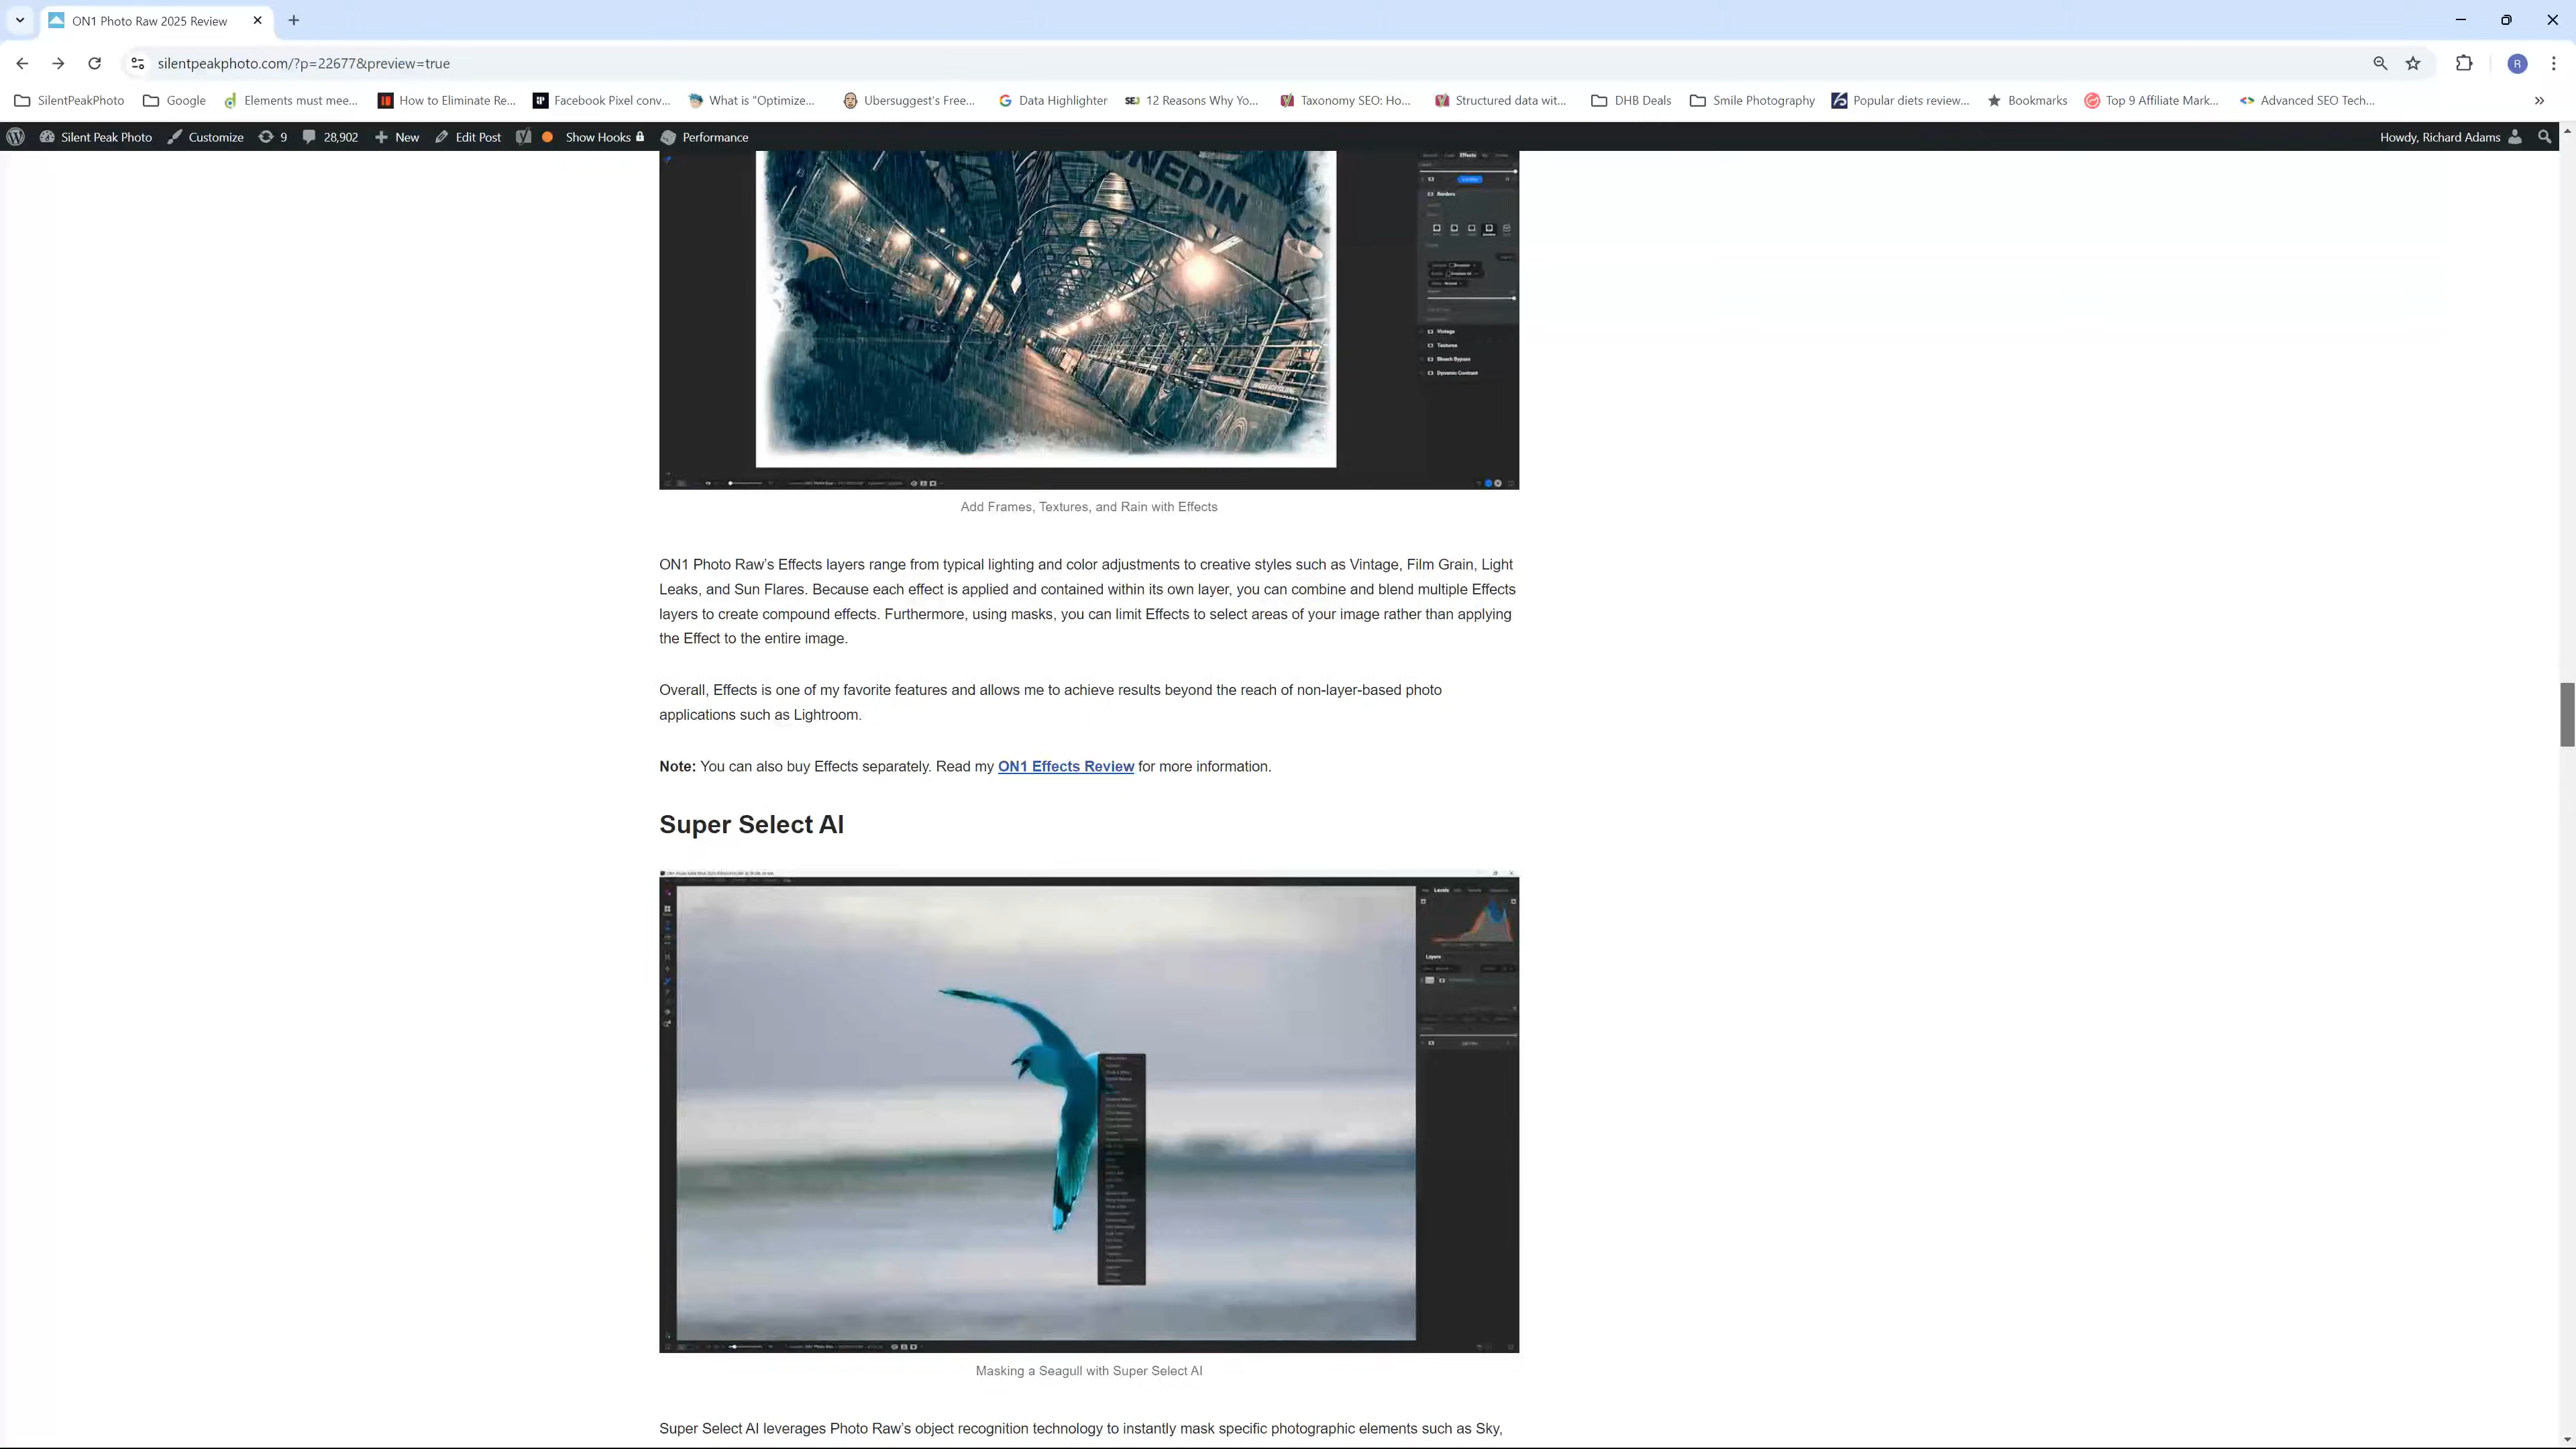 ON1 Photo Raw 2025 Review
silentpeakphoto.com/?p=22677&preview=true
SilentPeakPhoto Google Elements must mee... How to Eliminate Re... Facebook Pixel conv... What is "Optimize... Ubersuggest's Free... Data Highlighter 12 Reasons Why Yo... Taxonomy SEO: Ho... Structured data wit... DHB Deals Smile Photography Popular diets review... Bookmarks Top 9 Affiliate Mark... Advanced SEO Tech... »
Silent Peak Photo Customize 9 28,902 New Edit Post Show Hooks Performance Howdy, Richard Adams
Effects
Borders
Vintage
Textures
Bleach Bypass
Dynamic Contrast
Add Frames, Textures, and Rain with Effects
ON1 Photo Raw’s Effects layers range from typical lighting and color adjustments to creative styles such as Vintage, Film Grain, Light
Leaks, and Sun Flares. Because each effect is applied and contained within its own layer, you can combine and blend multiple Effects
layers to create compound effects. Furthermore, using masks, you can limit Effects to select areas of your image rather than applying
the Effect to the entire image.
Overall, Effects is one of my favorite features and allows me to achieve results beyond the reach of non-layer-based photo
applications such as Lightroom.
Note: You can also buy Effects separately. Read my ON1 Effects Review for more information.
Super Select AI
Levels
Layers
Masking a Seagull with Super Select AI
Super Select AI leverages Photo Raw’s object recognition technology to instantly mask specific photographic elements such as Sky,